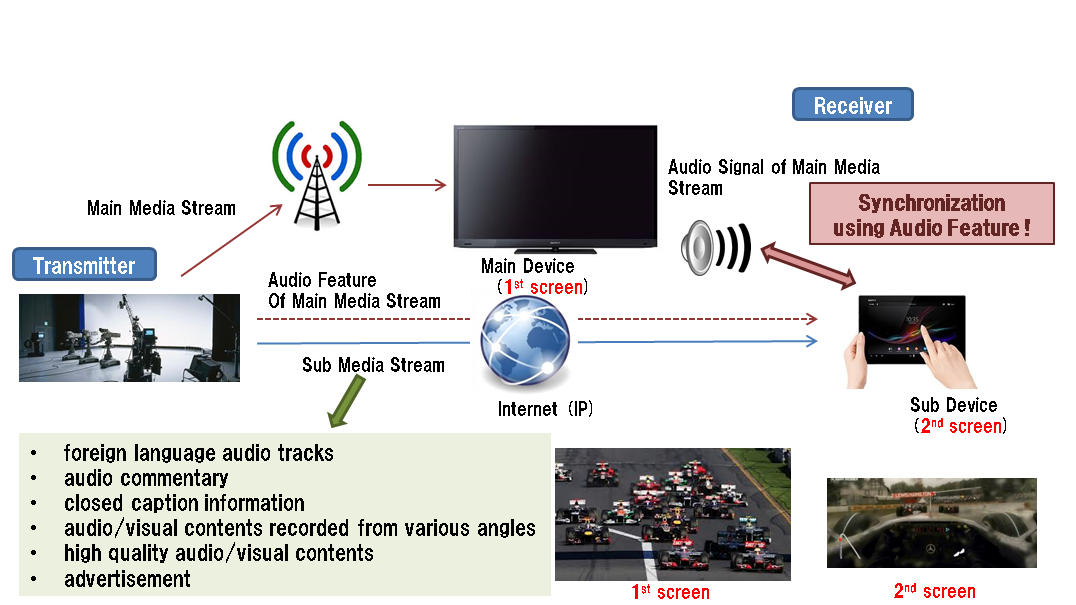 Receiver
Audio Signal of Main Media
Stream
Synchronization
using Audio Feature!
Main Media Stream
Transmitter
Main Device
(1st screen)
Audio Feature
Of Main Media Stream
Sub Media Stream
Internet (IP)
Sub Device
(2nd screen)
• foreign language audio tracks
• audio commentary
• closed caption information
• audio/visual contents recorded from various angles
• high quality audio/visual contents
• advertisement
1st screen
2nd screen